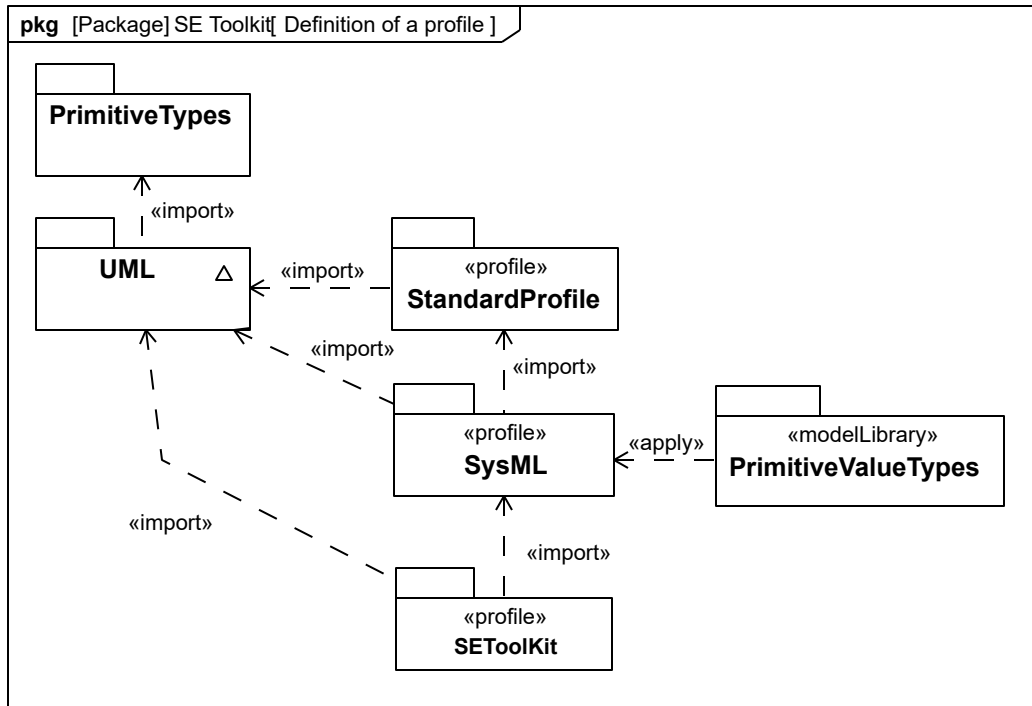 pkg [Package] SE Toolkit[ Definition of a profile ]
PrimitiveTypes
«import»
UML
«import»
«profile»
StandardProfile
«import»
«import»
«profile»
SysML
«apply»
«modelLibrary»
PrimitiveValueTypes
«import»
«import»
«profile»
SEToolKit